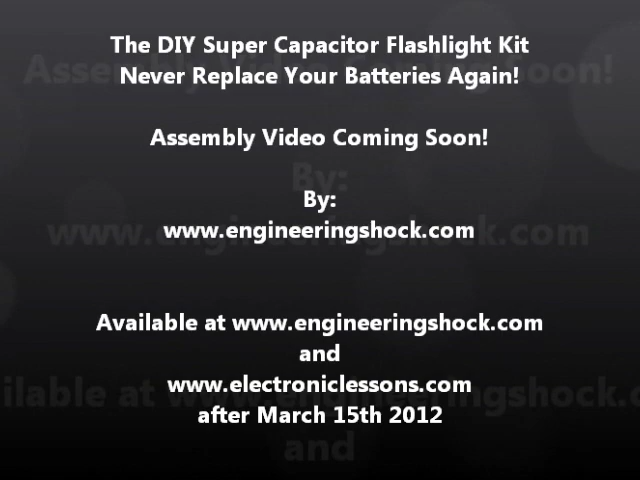 The DIY Super Capacitor Flashlight Kit
Never Replace Your Batteries Again!
Assembly Video Coming Soon!
By:
www.engineeringshock.com
Available at www.engineeringshock.com
and
www.electroniclessons.com
after March 15th 2012